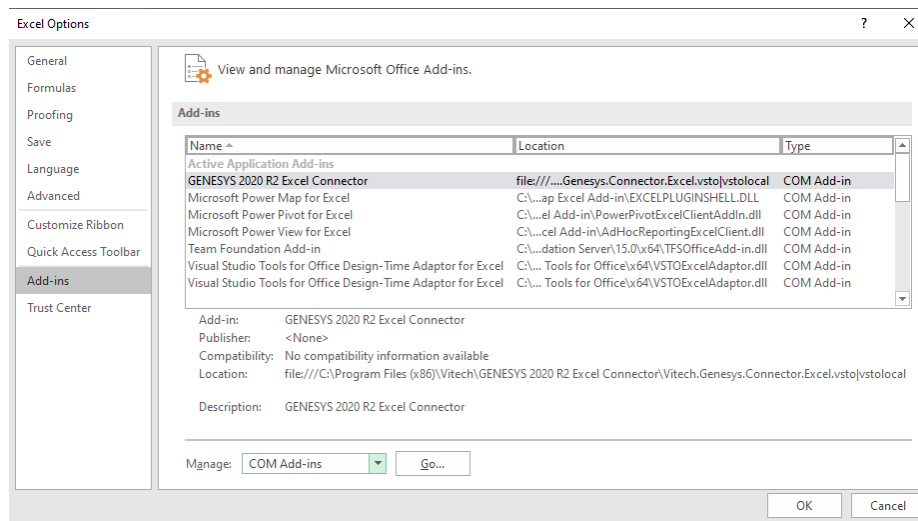 Excel Options ? ×
General
Formulas
Proofing
Save
Language
Advanced
Customize Ribbon
Quick Access Toolbar
Add-ins
Trust Center
View and manage Microsoft Office Add-ins.
Add-ins
Name Location Type
Active Application Add-ins
GENESYS 2020 R2 Excel Connector file:///....Genesys.Connector.Excel.vsto|vstolocal COM Add-in
Microsoft Power Map for Excel C:\...ap Excel Add-in\EXCELPLUGINSHELL.DLL COM Add-in
Microsoft Power Pivot for Excel C:\...el Add-in\PowerPivotExcelClientAddIn.dll COM Add-in
Microsoft Power View for Excel C:\...cel Add-in\AdHocReportingExcelClient.dll COM Add-in
Team Foundation Add-in C:\...dation Server\15.0\x64\TFSOfficeAdd-in.dll COM Add-in
Visual Studio Tools for Office Design-Time Adaptor for Excel C:\... Tools for Office\x64\VSTOExcelAdaptor.dll COM Add-in
Visual Studio Tools for Office Design-Time Adaptor for Excel C:\... Tools for Office\x64\VSTOExcelAdaptor.dll COM Add-in
Add-in: GENESYS 2020 R2 Excel Connector
Publisher: <None>
Compatibility: No compatibility information available
Location: file:///C:\Program Files (x86)\Vitech\GENESYS 2020 R2 Excel Connector\Vitech.Genesys.Connector.Excel.vsto|vstolocal
Description: GENESYS 2020 R2 Excel Connector
Manage: COM Add-ins Go...
OK Cancel